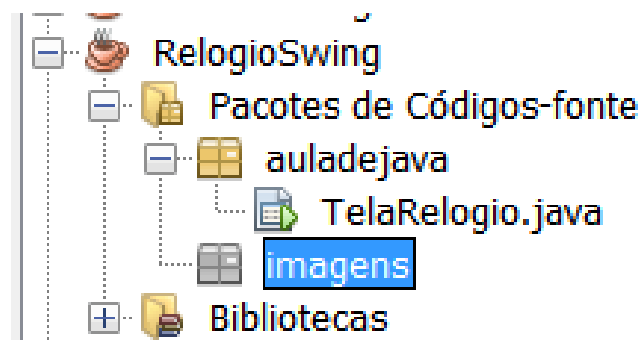 RelogioSwing
Pacotes de Códigos-fonte
auladejava
TelaRelogio.java
imagens
Bibliotecas